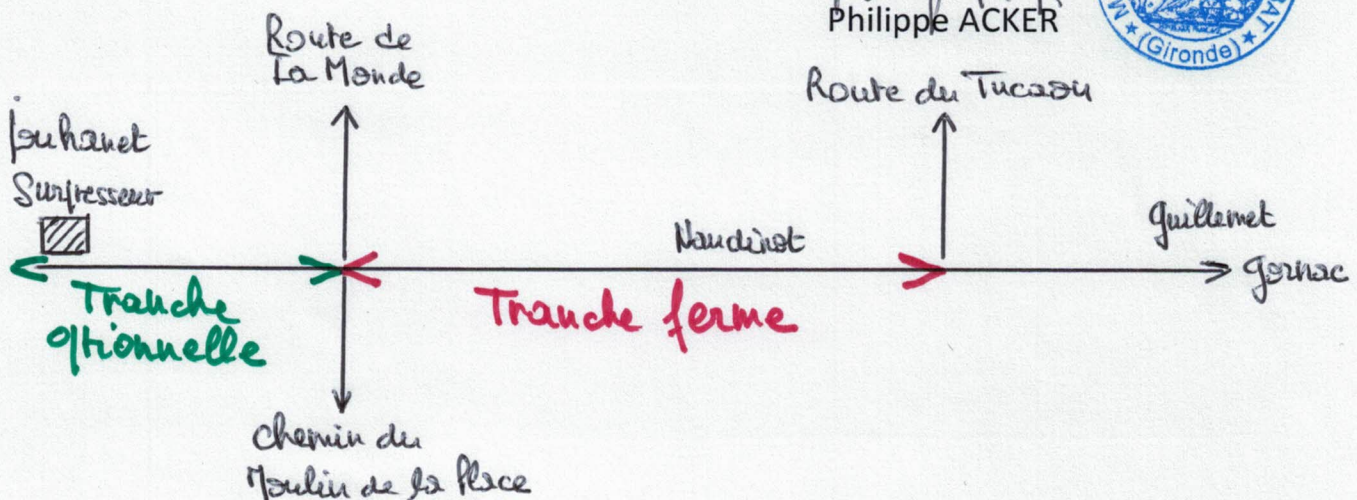 Philippe ACKER
(Gironde)
Route de
La Monde
Route du Tucaou
Jouhanet
Surpresseur
Naudinot
Guillemet
Gornac
Tranche
optionnelle
Tranche ferme
Chemin du
Moulin de la Place